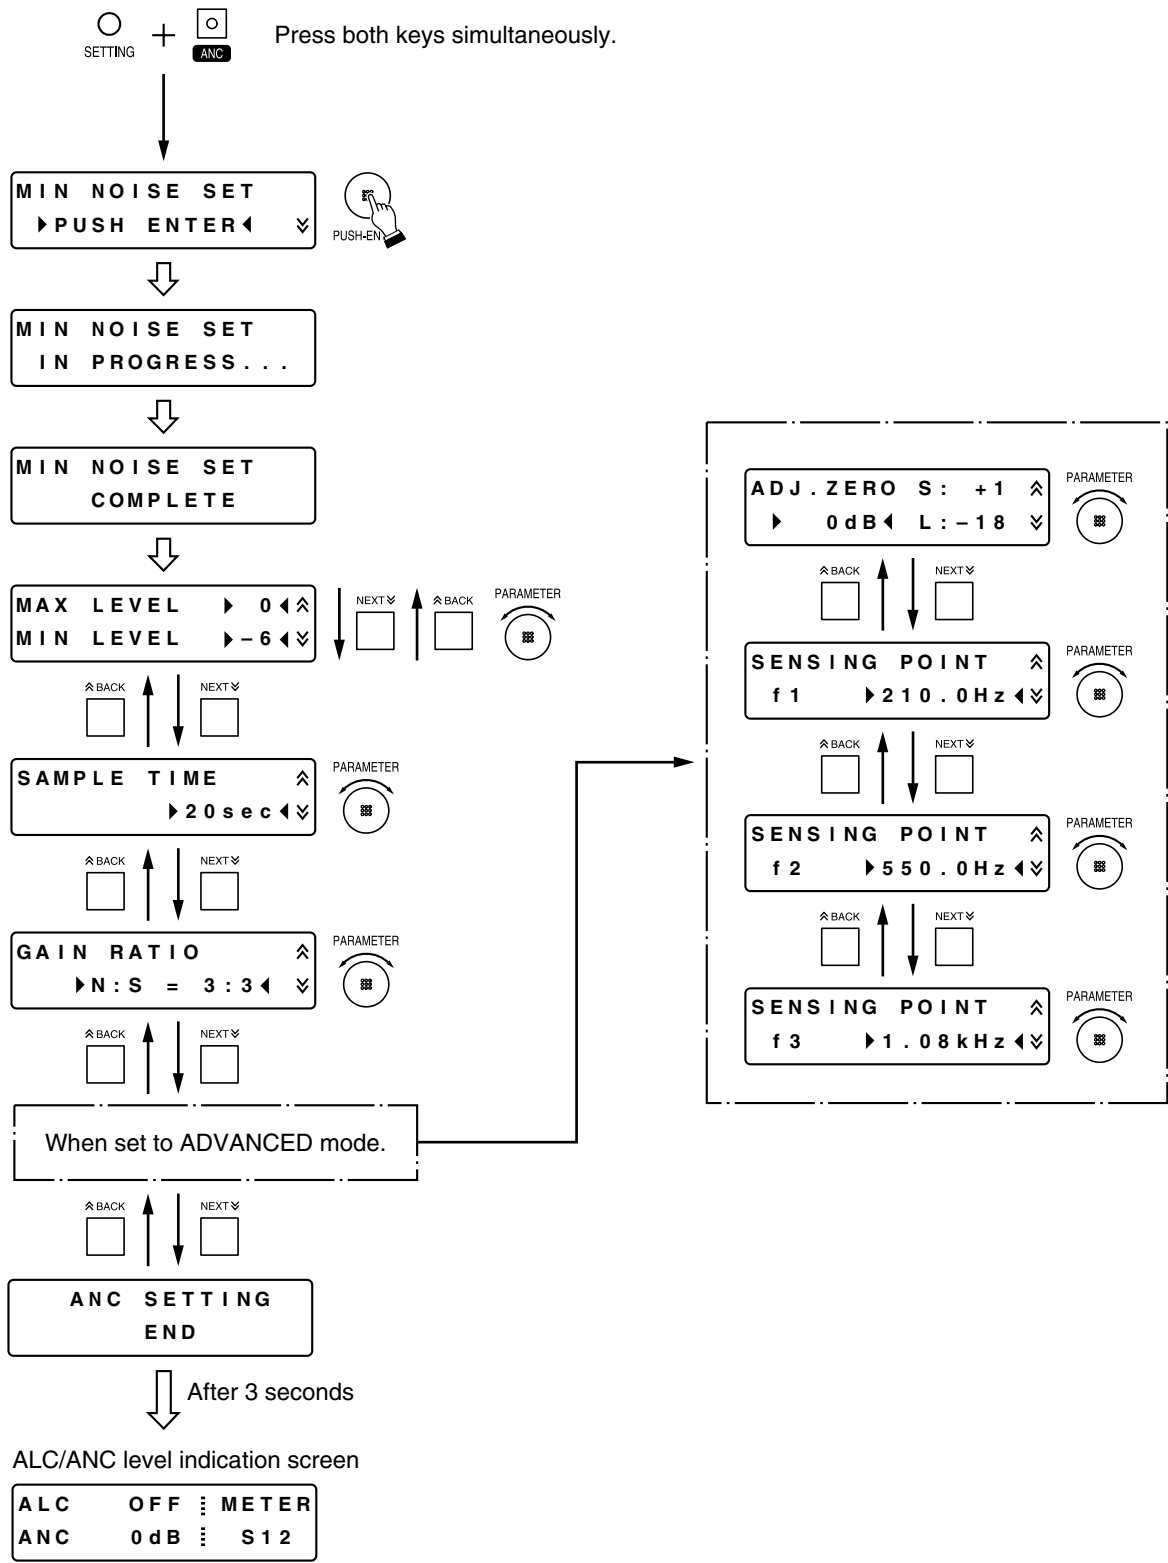 Press both keys simultaneously.
SETTING + ANC
MIN NOISE SET
PUSH ENTER
PUSH-EN
MIN NOISE SET
IN PROGRESS...
MIN NOISE SET
COMPLETE
MAX LEVEL 0
MIN LEVEL –6
NEXT
BACK
PARAMETER
BACK
NEXT
SAMPLE TIME
20sec
PARAMETER
BACK
NEXT
GAIN RATIO
N:S = 3:3
PARAMETER
BACK
NEXT
When set to ADVANCED mode.
BACK
NEXT
ANC SETTING
END
After 3 seconds
ALC/ANC level indication screen
ALC OFF METER
ANC 0dB S12
ADJ.ZERO S: +1
0dB L:–18
PARAMETER
BACK
NEXT
SENSING POINT
f1 210.0Hz
PARAMETER
BACK
NEXT
SENSING POINT
f2 550.0Hz
PARAMETER
BACK
NEXT
SENSING POINT
f3 1.08kHz
PARAMETER